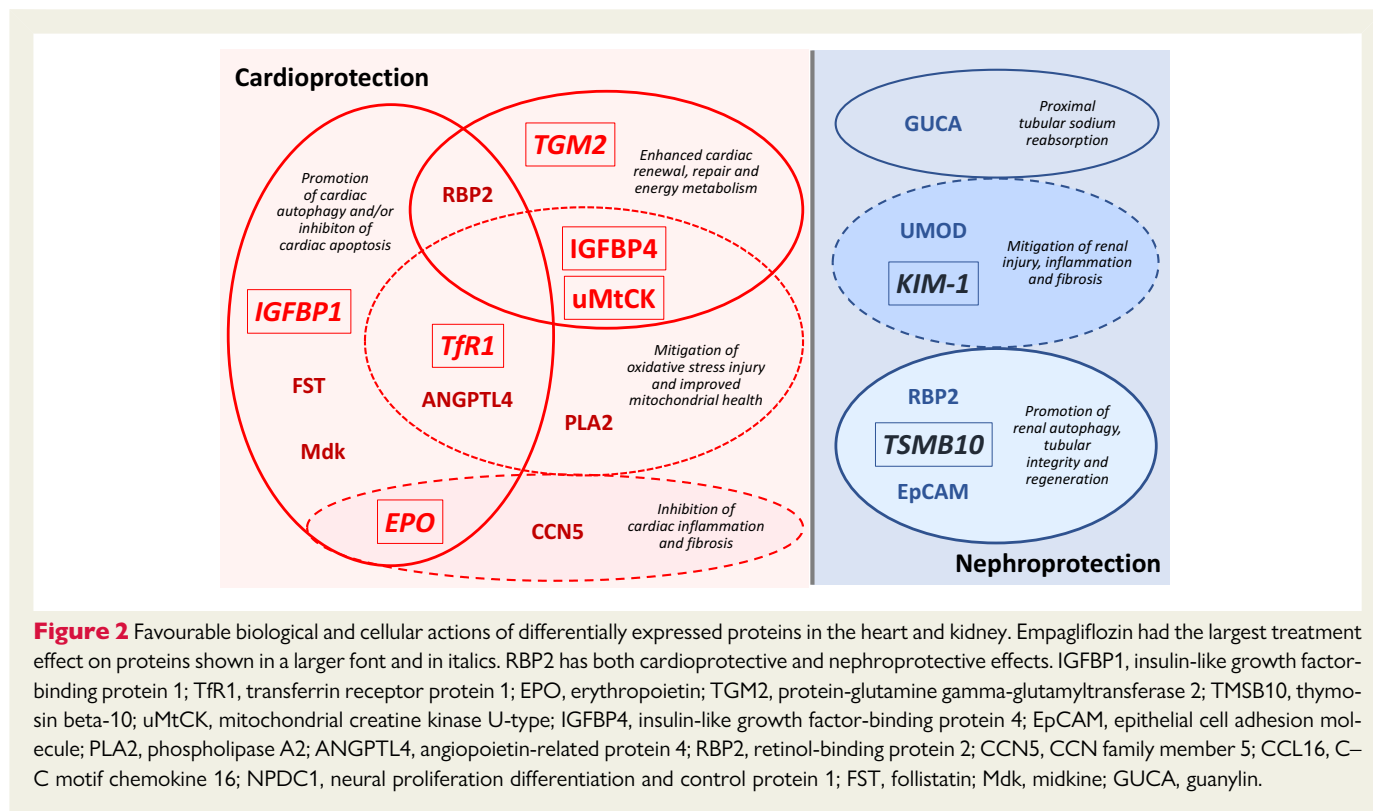 Cardioprotection
Promotion
of cardiac
autophagy and/or
inhibiton of
cardiac apoptosis
RBP2
TGM2
Enhanced cardiac
renewal, repair and
energy metabolism
IGFBP4
uMtCK
IGFBP1
TfR1
FST
ANGPTL4
Mdk
Mitigation of
oxidative stress injury
and improved
mitochondrial health
PLA2
EPO
CCN5
Inhibition of
cardiac inflammation
and fibrosis
GUCA
Proximal
tubular sodium
reabsorption
UMOD
KIM-1
Mitigation of renal
injury, inflammation
and fibrosis
RBP2
TSMB10
EpCAM
Promotion of
renal autophagy,
tubular
integrity and
regeneration
Nephroprotection
Figure 2 Favourable biological and cellular actions of differentially expressed proteins in the heart and kidney. Empagliflozin had the largest treatment
effect on proteins shown in a larger font and in italics. RBP2 has both cardioprotective and nephroprotective effects. IGFBP1, insulin-like growth factor-
binding protein 1; TfR1, transferrin receptor protein 1; EPO, erythropoietin; TGM2, protein-glutamine gamma-glutamyltransferase 2; TMSB10, thymo-
sin beta-10; uMtCK, mitochondrial creatine kinase U-type; IGFBP4, insulin-like growth factor-binding protein 4; EpCAM, epithelial cell adhesion mol-
ecule; PLA2, phospholipase A2; ANGPTL4, angiopoietin-related protein 4; RBP2, retinol-binding protein 2; CCN5, CCN family member 5; CCL16, C–
C motif chemokine 16; NPDC1, neural proliferation differentiation and control protein 1; FST, follistatin; Mdk, midkine; GUCA, guanylin.